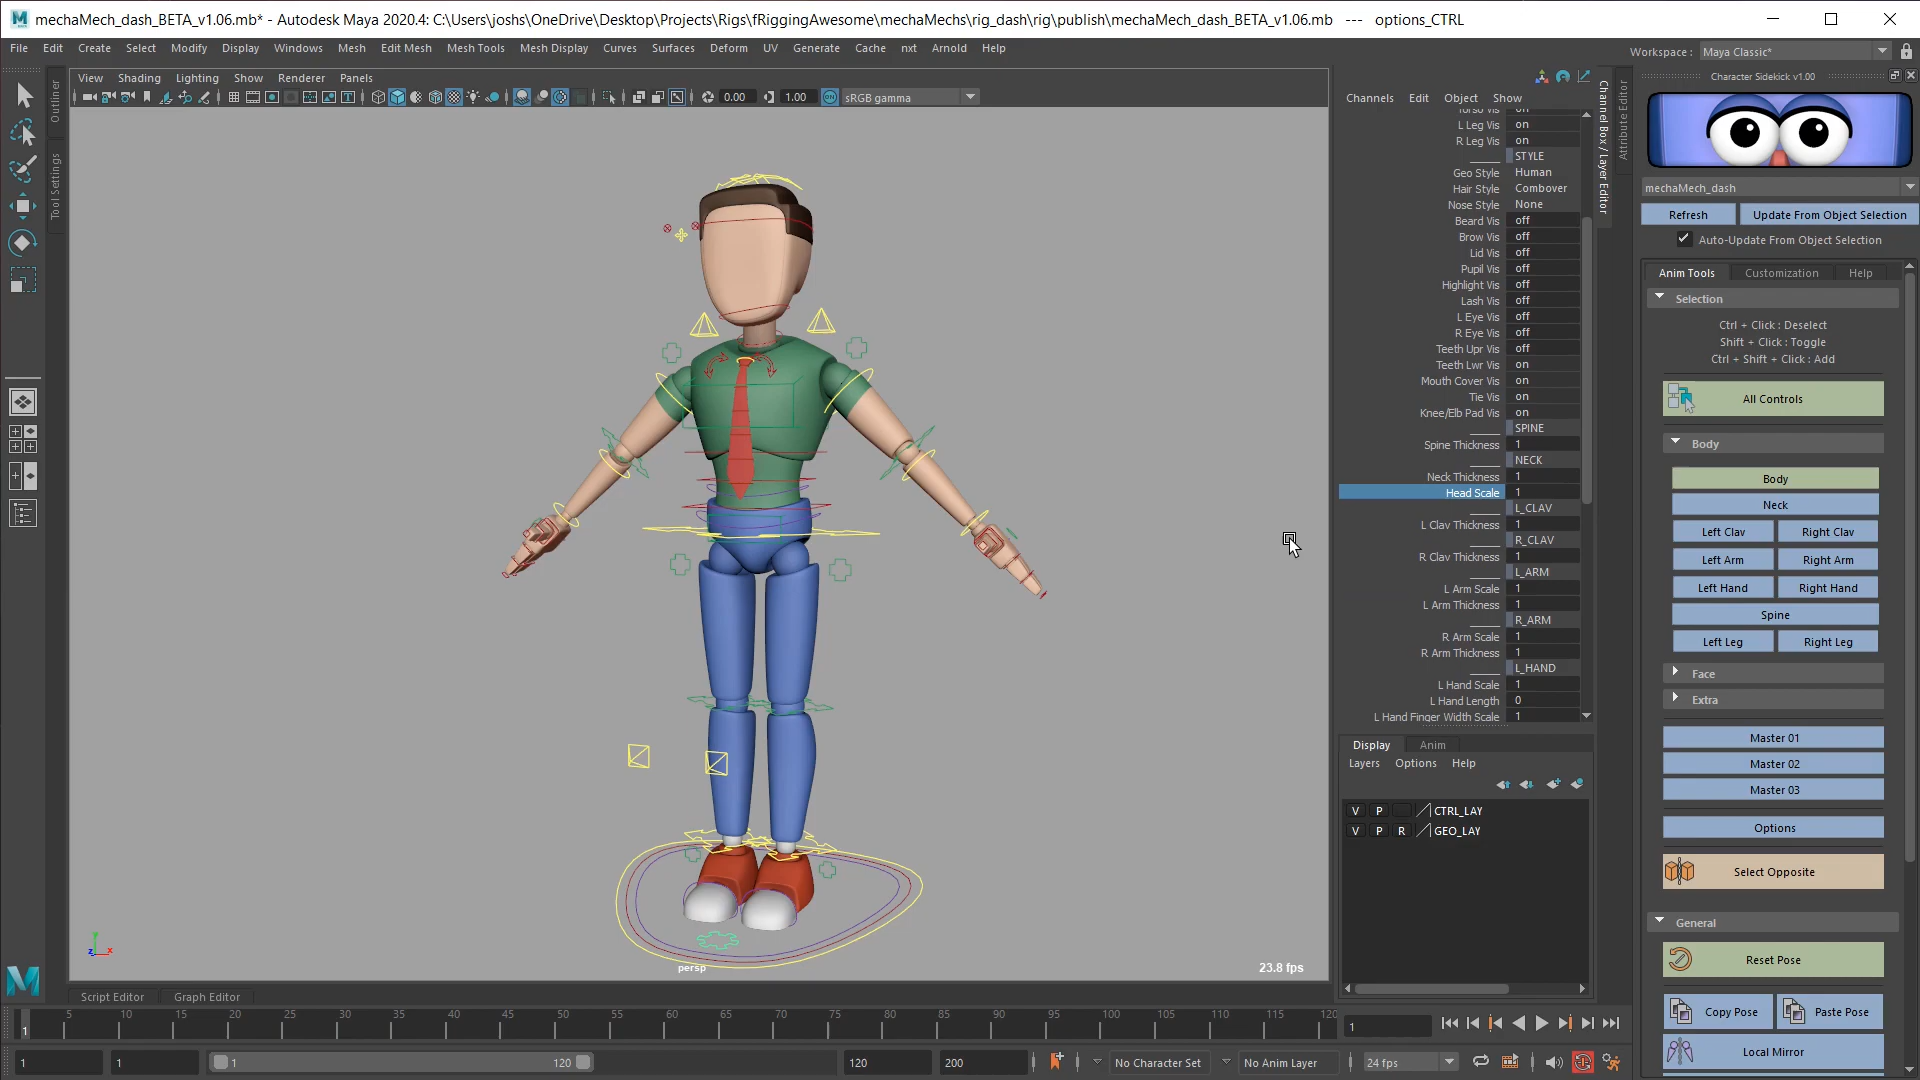 mechaMech_dash_BETA_v1.06.mb* - Autodesk Maya 2020.4: C:\Users\joshs\OneDrive\Desktop\Projects\Rigs\fRiggingAwesome\mechaMechs\rig_dash\rig\publish\mechaMech_dash_BETA_v1.06.mb --- options_CTRL
File Edit Create Select Modify Display Windows Mesh Edit Mesh Mesh Tools Mesh Display Curves Surfaces Deform UV Generate Cache nxt Arnold Help
Workspace : Maya Classic*
View Shading Lighting Show Renderer Panels
0.00 1.00 ON sRGB gamma
Outliner
Tool Settings
persp
23.8 fps
Channels Edit Object Show
Torso Vis on
L Leg Vis on
R Leg Vis on
STYLE
Geo Style Human
Hair Style Combover
Nose Style None
Beard Vis off
Brow Vis off
Lid Vis off
Pupil Vis off
Highlight Vis off
Lash Vis off
L Eye Vis off
R Eye Vis off
Teeth Upr Vis off
Teeth Lwr Vis on
Mouth Cover Vis on
Tie Vis on
Knee/Elb Pad Vis on
SPINE
Spine Thickness 1
NECK
Neck Thickness 1
Head Scale 1
L_CLAV
L Clav Thickness 1
R_CLAV
R Clav Thickness 1
L_ARM
L Arm Scale 1
L Arm Thickness 1
R_ARM
R Arm Scale 1
R Arm Thickness 1
L_HAND
L Hand Scale 1
L Hand Length 0
L Hand Finger Width Scale 1
Channel Box / Layer Editor
Attribute Editor
Display Anim
Layers Options Help
V P CTRL_LAY
V P R GEO_LAY
Character Sidekick v1.00
mechaMech_dash
Refresh Update From Object Selection
Auto-Update From Object Selection
Anim Tools Customization Help
Selection
Ctrl + Click : Deselect
Shift + Click : Toggle
Ctrl + Shift + Click : Add
All Controls
Body
Body
Neck
Left Clav Right Clav
Left Arm Right Arm
Left Hand Right Hand
Spine
Left Leg Right Leg
Face
Extra
Master 01
Master 02
Master 03
Options
Select Opposite
General
Reset Pose
Copy Pose Paste Pose
Local Mirror
Script Editor Graph Editor
1 5 10 15 20 25 30 35 40 45 50 55 60 65 70 75 80 85 90 95 100 105 110 115 120
1
1 1 1 120 120 200 No Character Set No Anim Layer 24 fps